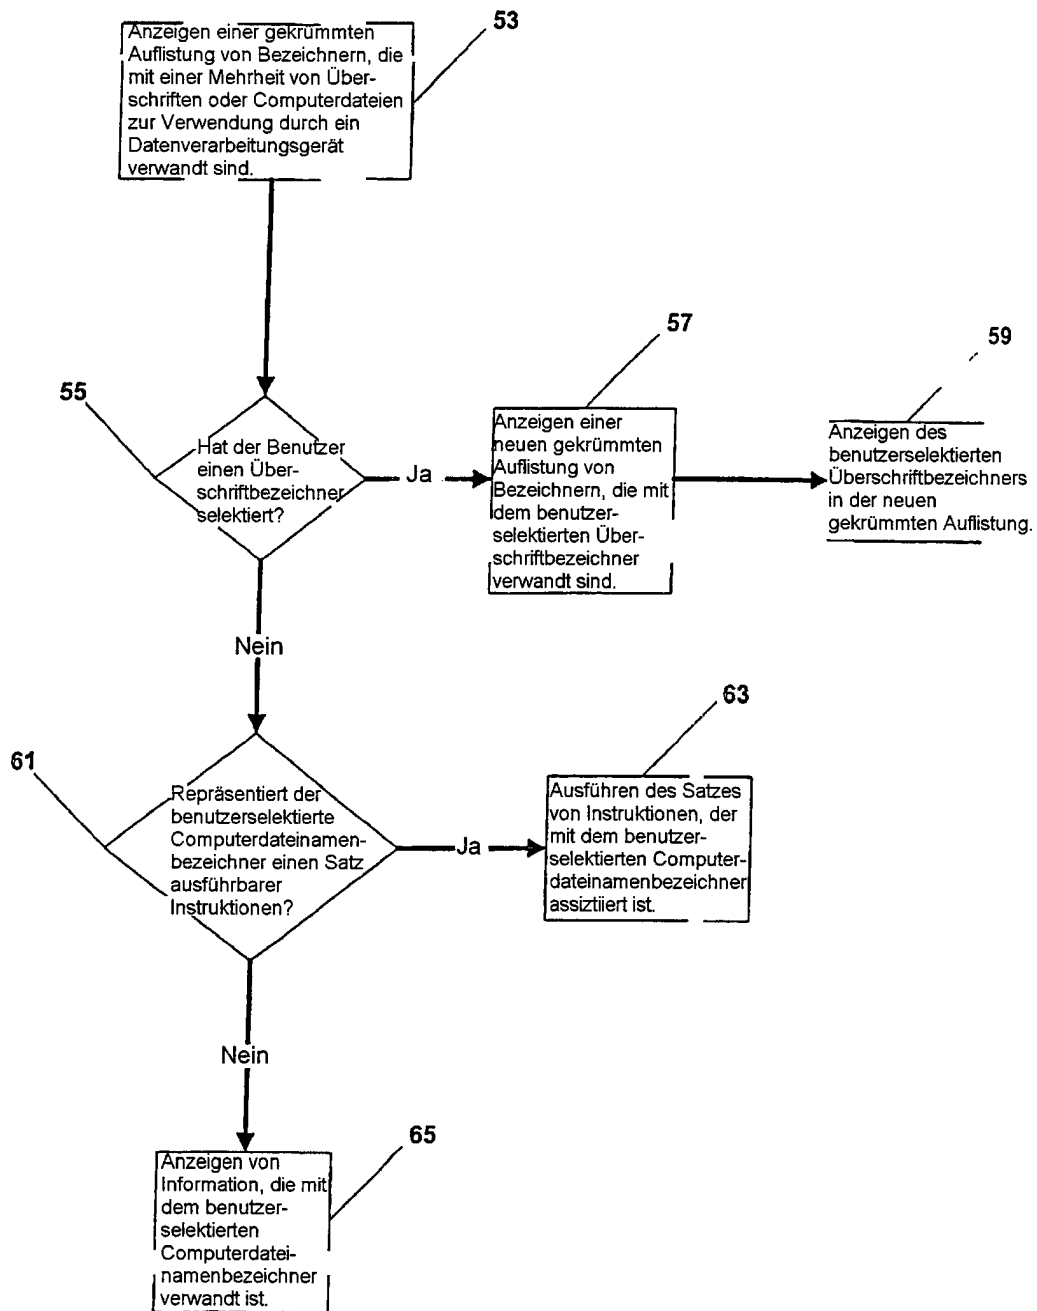 53
Anzeigen einer gekrümmten
Auflistung von Bezeichnern, die
mit einer Mehrheit von Über-
schriften oder Computerdateien
zur Verwendung durch ein
Datenverarbeitungsgerät
verwandt sind.
55
Hat der Benutzer
einen Über-
schriftbezeichner
selektiert?
Ja
57
Anzeigen einer
neuen gekrümmten
Auflistung von
Bezeichnern, die mit
dem benutzer-
selektierten Über-
schriftbezeichner
verwandt sind.
59
Anzeigen des
benutzerselektierten
Überschriftbezeichners
in der neuen
gekrümmten Auflistung.
Nein
61
Repräsentiert der
benutzerselektierte
Computerdateinamen-
bezeichner einen Satz
ausführbarer
Instruktionen?
Ja
63
Ausführen des Satzes
von Instruktionen, der
mit dem benutzer-
selektierten Computer-
dateinamenbezeichner
assiztiiert ist.
Nein
65
Anzeigen von
Information, die mit
dem benutzer-
selektierten
Computerdatei-
namenbezeichner
verwandt ist.